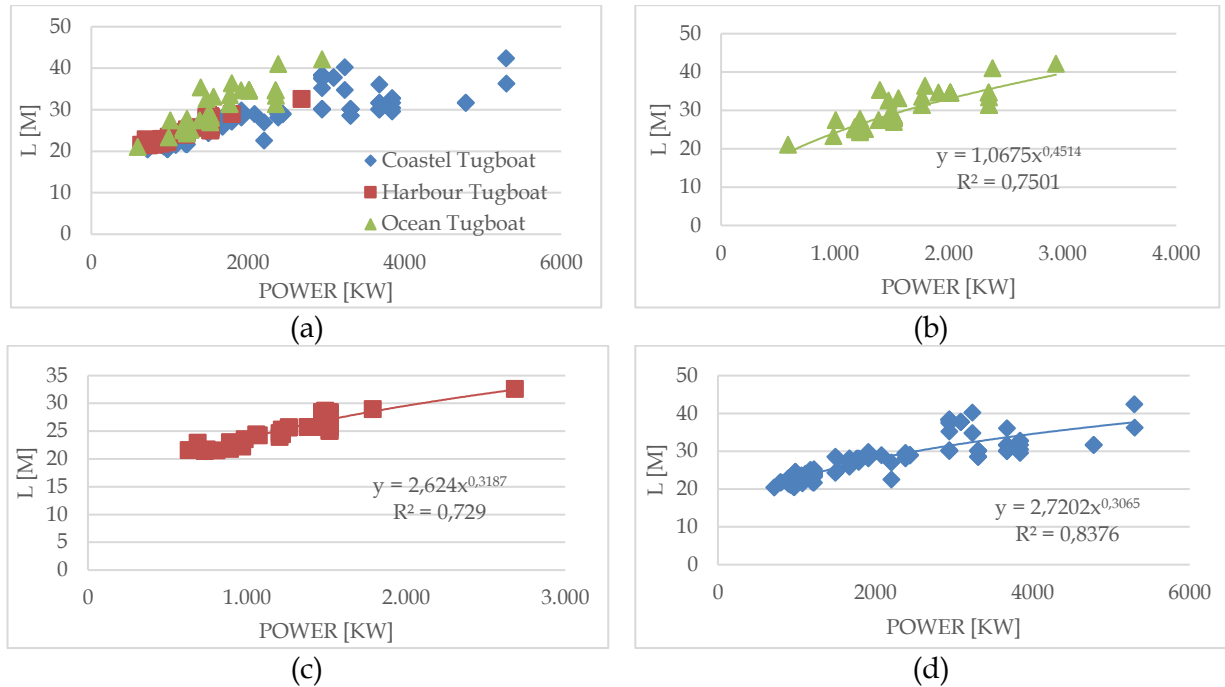 50
40
30
20
10
0
L [M]
0
2000
4000
6000
POWER [KW]
Coastel Tugboat
Harbour Tugboat
Ocean Tugboat
(a)
50
40
30
20
10
0
L [M]
y = 1,0675x^0,4514
R² = 0,7501
0
1.000
2.000
3.000
4.000
POWER [KW]
(b)
35
30
25
20
15
10
5
0
L [M]
y = 2,624x^0,3187
R² = 0,729
0
1.000
2.000
3.000
POWER [KW]
(c)
50
40
30
20
10
0
L [M]
y = 2,7202x^0,3065
R² = 0,8376
0
2000
4000
6000
POWER [KW]
(d)